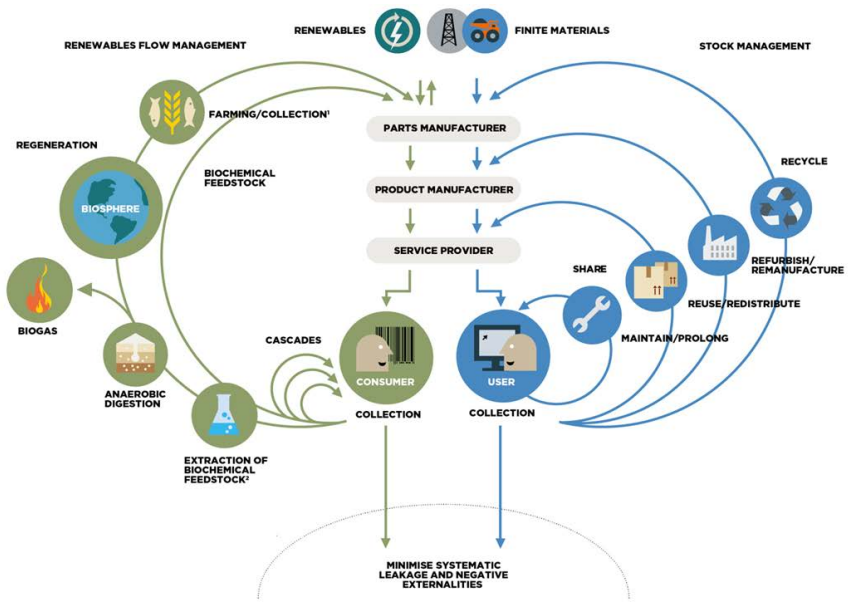 RENEWABLES
FINITE MATERIALS
RENEWABLES FLOW MANAGEMENT
STOCK MANAGEMENT
FARMING/COLLECTION¹
PARTS MANUFACTURER
REGENERATION
RECYCLE
BIOCHEMICAL
FEEDSTOCK
PRODUCT MANUFACTURER
BIOSPHERE
SERVICE PROVIDER
REFURBISH/
REMANUFACTURE
SHARE
REUSE/REDISTRIBUTE
BIOGAS
CASCADES
MAINTAIN/PROLONG
CONSUMER
USER
ANAEROBIC
DIGESTION
COLLECTION
COLLECTION
EXTRACTION OF
BIOCHEMICAL
FEEDSTOCK²
MINIMISE SYSTEMATIC
LEAKAGE AND NEGATIVE
EXTERNALITIES